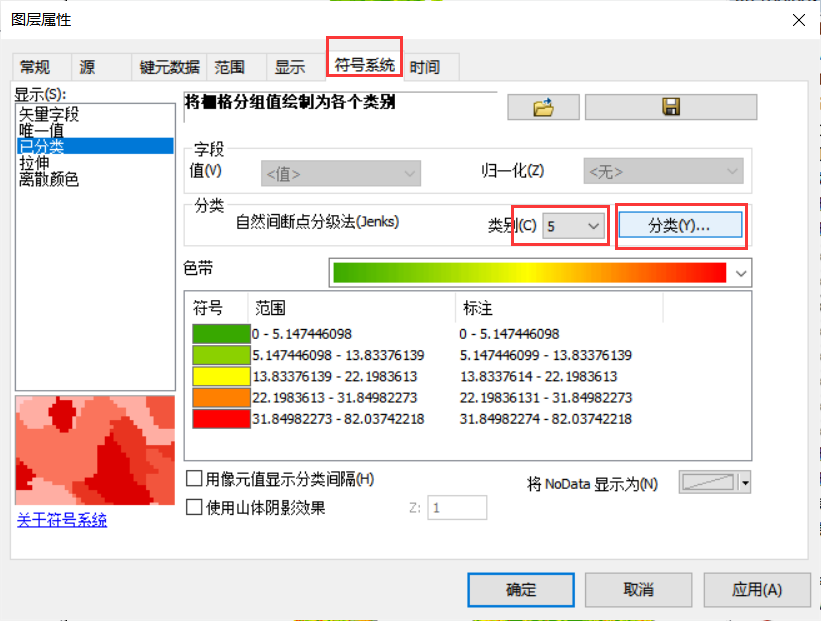 图层属性
常规 源 键元数据 范围 显示 符号系统 时间
显示(S):
矢量字段
唯一值
已分类
拉伸
离散颜色
将栅格分组值绘制为各个类别
字段
值(V) <值> 归一化(Z) <无>
分类
自然间断点分级法(Jenks) 类别(C) 5 分类(Y)...
色带
符号 范围 标注
0 - 5.147446098 0 - 5.147446098
5.147446098 - 13.83376139 5.147446099 - 13.83376139
13.83376139 - 22.1983613 13.8337614 - 22.1983613
22.1983613 - 31.84982273 22.19836131 - 31.84982273
31.84982273 - 82.03742218 31.84982274 - 82.03742218
用像元值显示分类间隔(H) 将 NoData 显示为(N)
使用山体阴影效果 Z: 1
关于符号系统
确定 取消 应用(A)